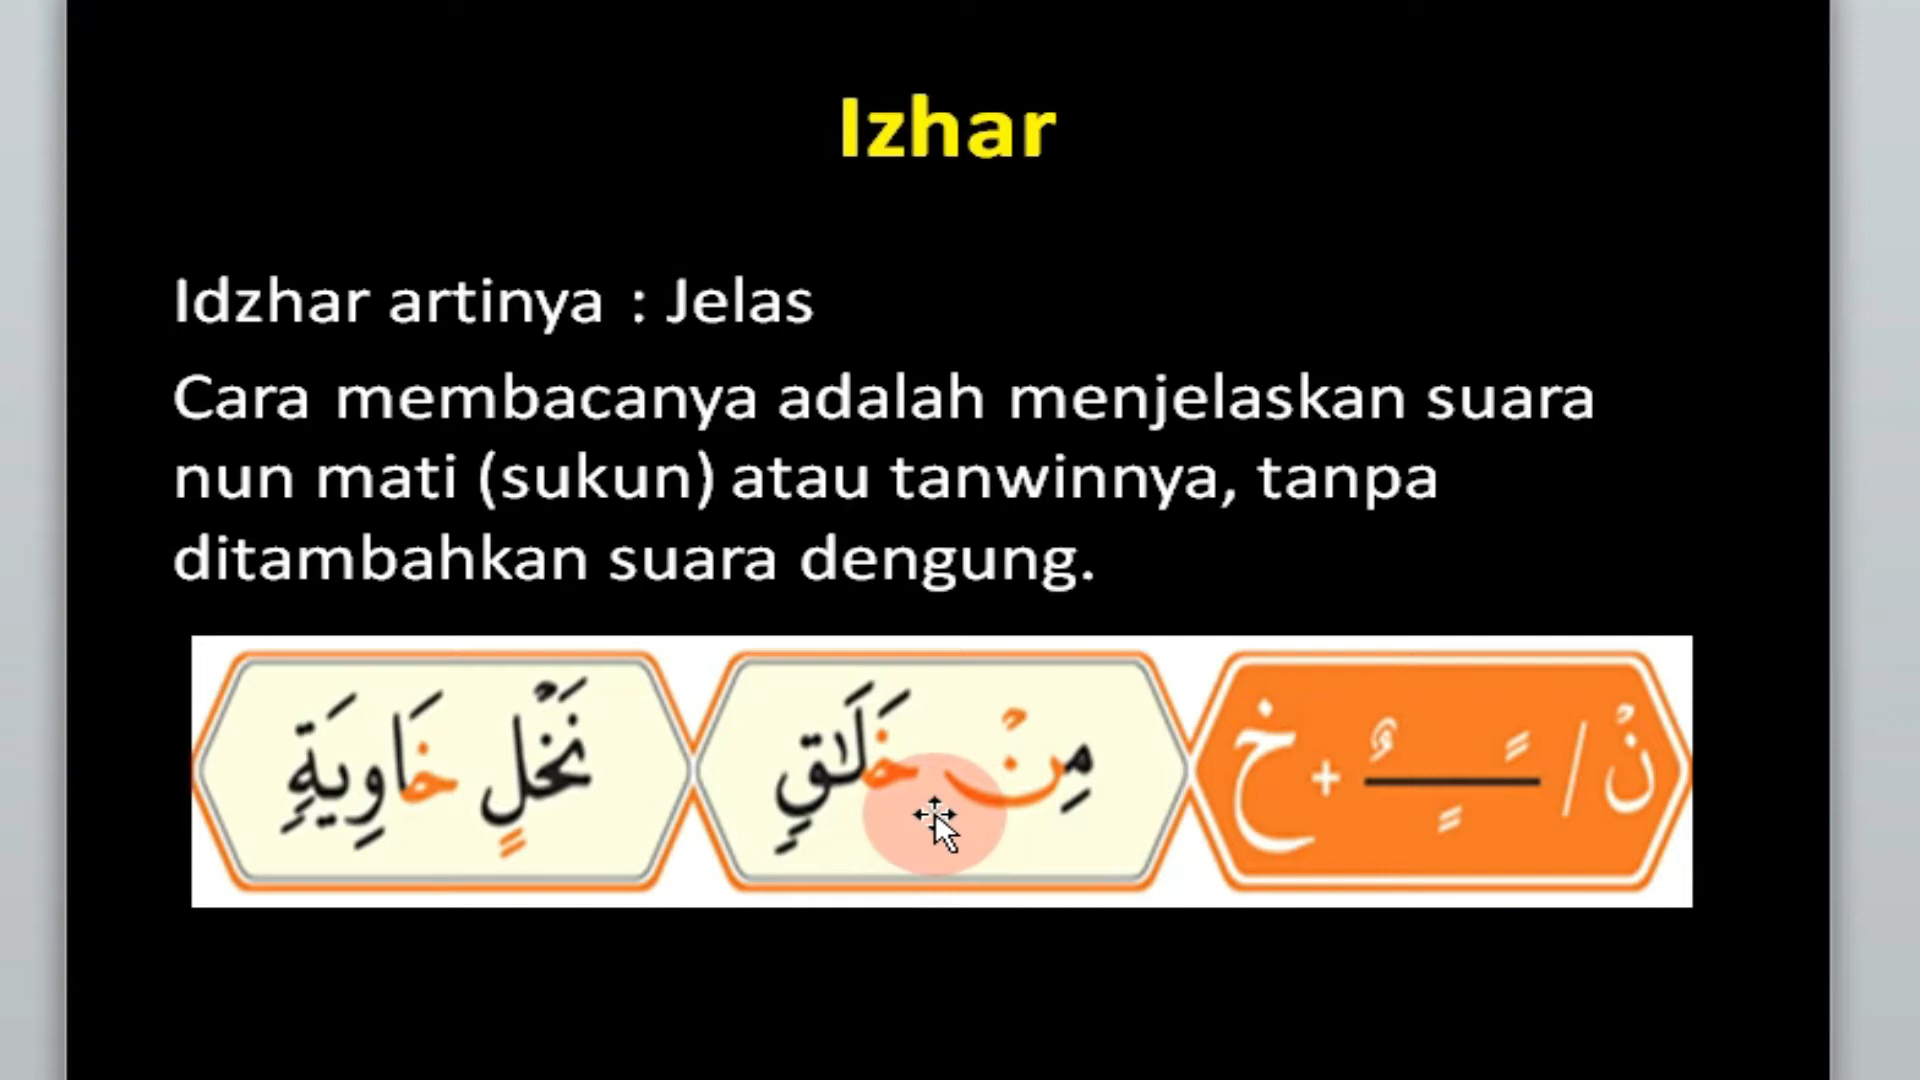 Izhar
Idzhar artinya : Jelas
Cara membacanya adalah menjelaskan suara
nun mati (sukun) atau tanwinnya, tanpa
ditambahkan suara dengung.
نْ / ـًـٍـٌ + خ
مِنْ خَلَٰقٍ
نَخْلٍ خَاوِيَةٍ